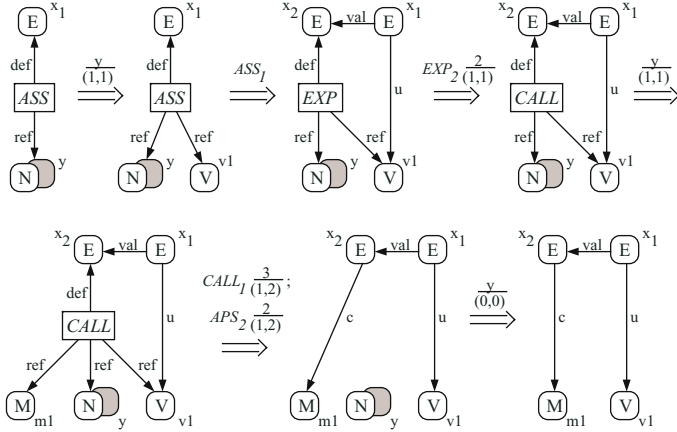 x1 x2 x1 x2 x1
E E E val E E val E
def y/(1,1) def ASS1 def u EXP2 2/(1,1) def u y/(1,1)
ASS ASS EXP CALL
ref ref ref ref ref ref ref
y y v1 y v1 y v1
N N V N V N V
x2 x1 x2 x1 x2 x1
E val E E val E E val E
def CALL1 3/(1,2) ;
CALL u APS2 2/(1,2) c u y/(0,0) c u
ref ref ref
M N V M N V M V
m1 y v1 m1 y v1 m1 v1